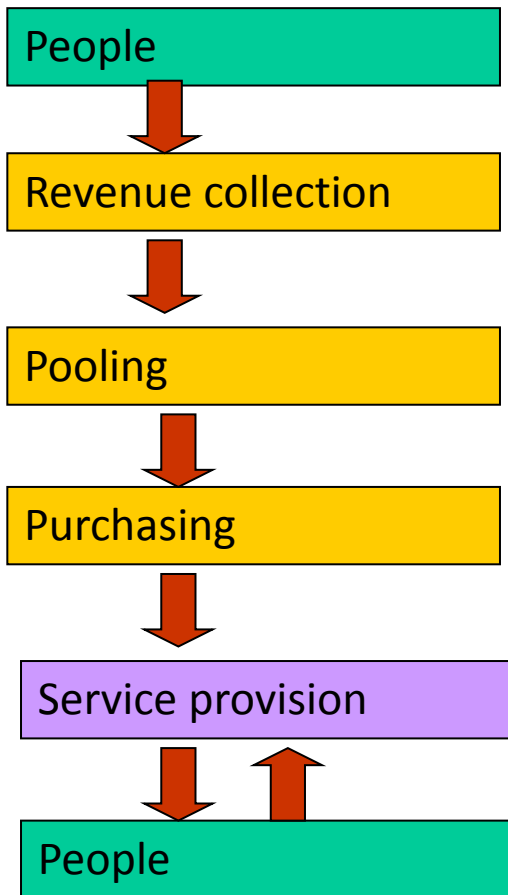 People
Revenue collection
Pooling
Purchasing
Service provision
People